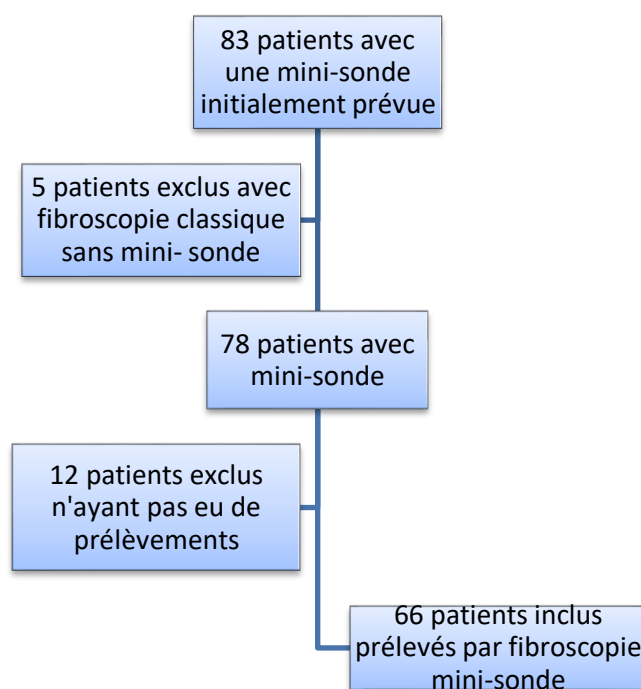 83 patients avec
une mini-sonde
initialement prévue
5 patients exclus avec
fibroscopie classique
sans mini- sonde
78 patients avec
mini-sonde
12 patients exclus
n'ayant pas eu de
prélèvements
66 patients inclus
prélevés par fibroscopie
mini-sonde